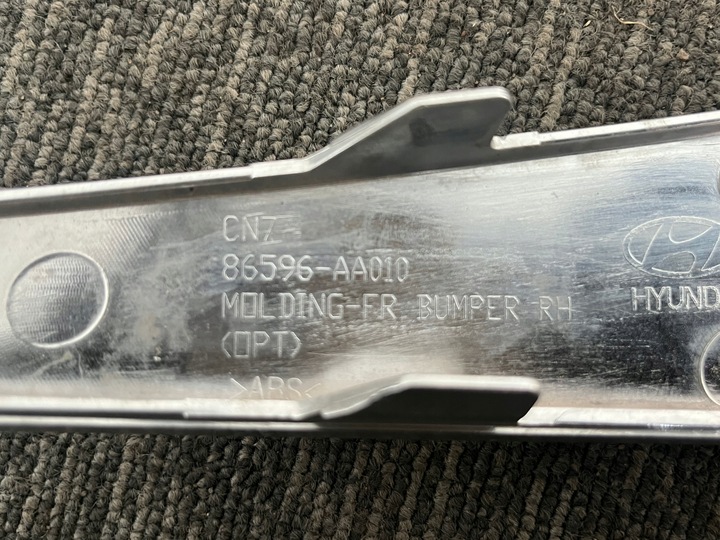 CN7
86596-AA010
MOLDING-FR BUMPER RH
(OPT)
>ABS<
HYUND